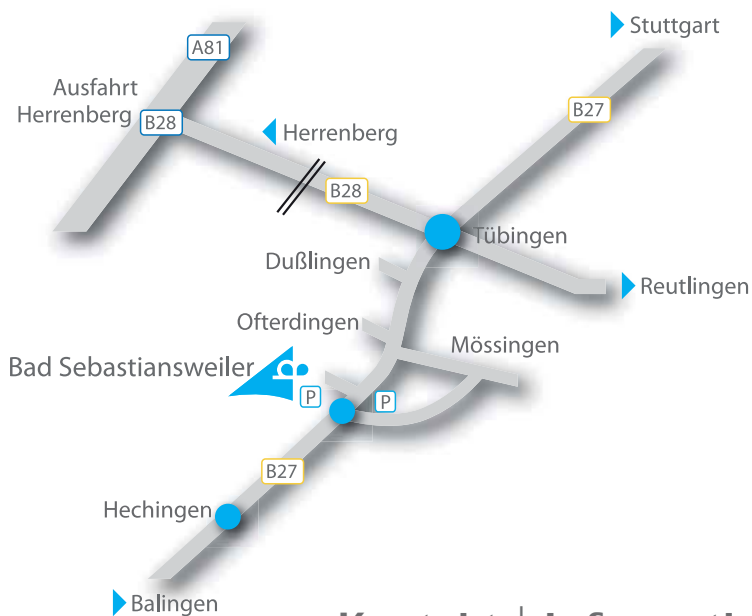 Stuttgart
A81
Ausfahrt
Herrenberg
B28
B27
Herrenberg
B28
Tübingen
Dußlingen
Reutlingen
Ofterdingen
Mössingen
Bad Sebastiansweiler
P
P
B27
Hechingen
Balingen